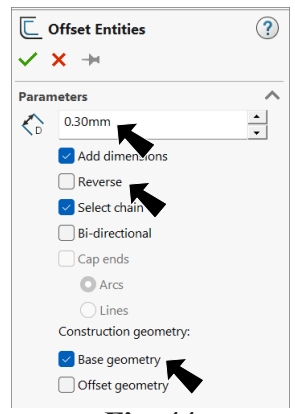 Offset Entities
?
Parameters
D
0.30mm
Add dimensions
Reverse
Select chain
Bi-directional
Cap ends
Arcs
Lines
Construction geometry:
Base geometry
Offset geometry